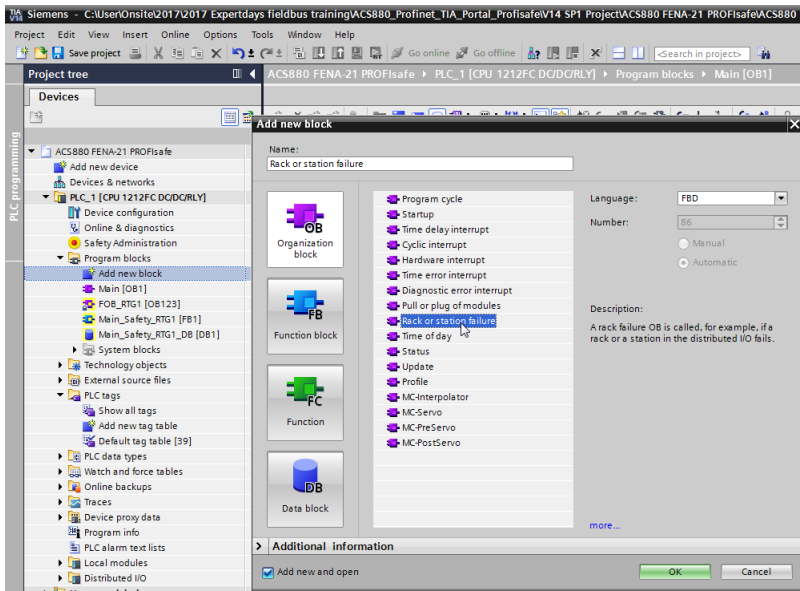 TIA V14 Siemens - C:\User\Onsite\2017\2017 Expertdays fieldbus training\ACS880_Profinet_TIA_Portal_Profisafe\V14 SP1 Project\ACS880 FENA-21 PROFIsafe\ACS880
Project Edit View Insert Online Options Tools Window Help
Save project Go online Go offline <Search in project>
Project tree
ACS880 FENA-21 PROFIsafe PLC_1 [CPU 1212FC DC/DC/RLY] Program blocks Main [OB1]
Devices
PLC programming
ACS880 FENA-21 PROFIsafe
Add new device
Devices & networks
PLC_1 [CPU 1212FC DC/DC/RLY]
Device configuration
Online & diagnostics
Safety Administration
Program blocks
Add new block
Main [OB1]
FOB_RTG1 [OB123]
Main_Safety_RTG1 [FB1]
Main_Safety_RTG1_DB [DB1]
System blocks
Technology objects
External source files
PLC tags
Show all tags
Add new tag table
Default tag table [39]
PLC data types
Watch and force tables
Online backups
Traces
Device proxy data
Program info
PLC alarm text lists
Local modules
Distributed I/O
Add new block
Name:
Rack or station failure
OB
Organization
block
FB
Function block
FC
Function
DB
Data block
Program cycle
Startup
Time delay interrupt
Cyclic interrupt
Hardware interrupt
Time error interrupt
Diagnostic error interrupt
Pull or plug of modules
Rack or station failure
Time of day
Status
Update
Profile
MC-Interpolator
MC-Servo
MC-PreServo
MC-PostServo
Language: FBD
Number: 86
Manual
Automatic
Description:
A rack failure OB is called, for example, if a
rack or a station in the distributed I/O fails.
more...
Additional information
Add new and open
OK Cancel